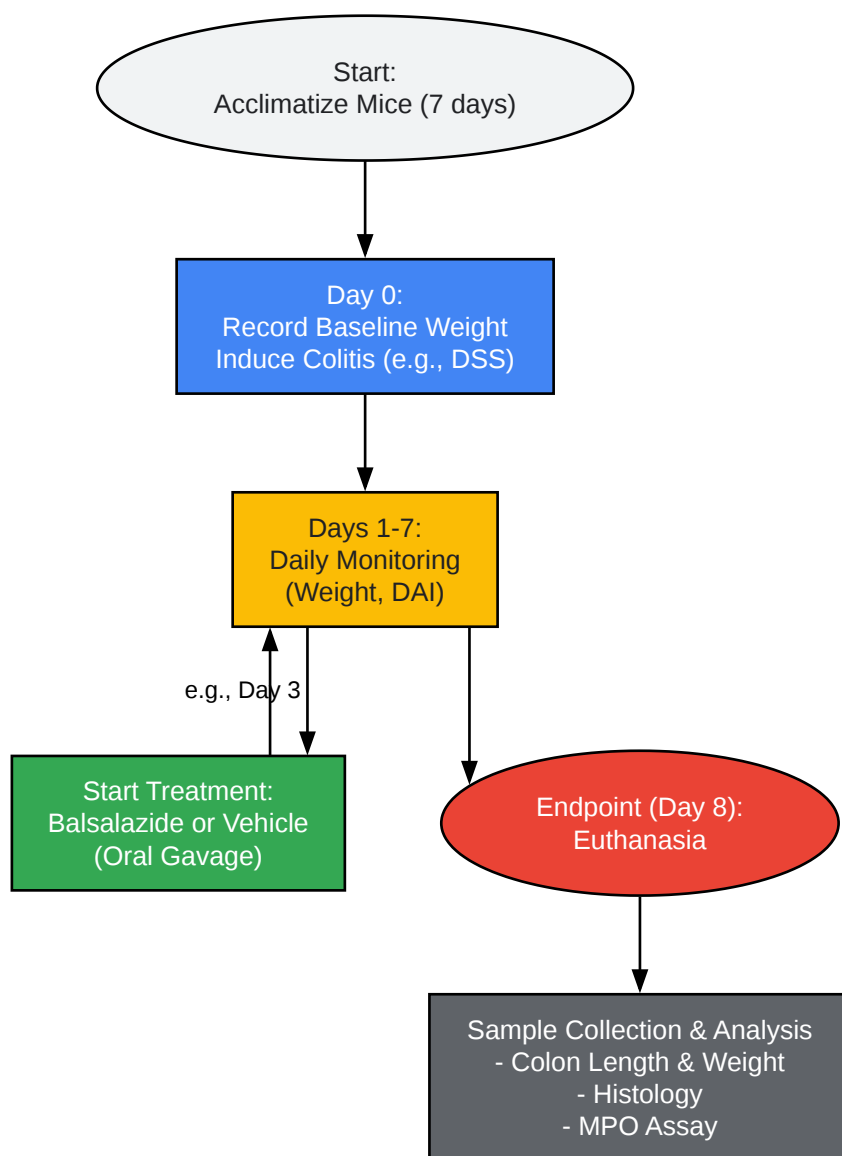 Start:
Acclimatize Mice (7 days)
Day 0:
Record Baseline Weight
Induce Colitis (e.g., DSS)
Days 1-7:
Daily Monitoring
(Weight, DAI)
e.g., Day 3
Start Treatment:
Balsalazide or Vehicle
(Oral Gavage)
Endpoint (Day 8):
Euthanasia
Sample Collection & Analysis
- Colon Length & Weight
- Histology
- MPO Assay